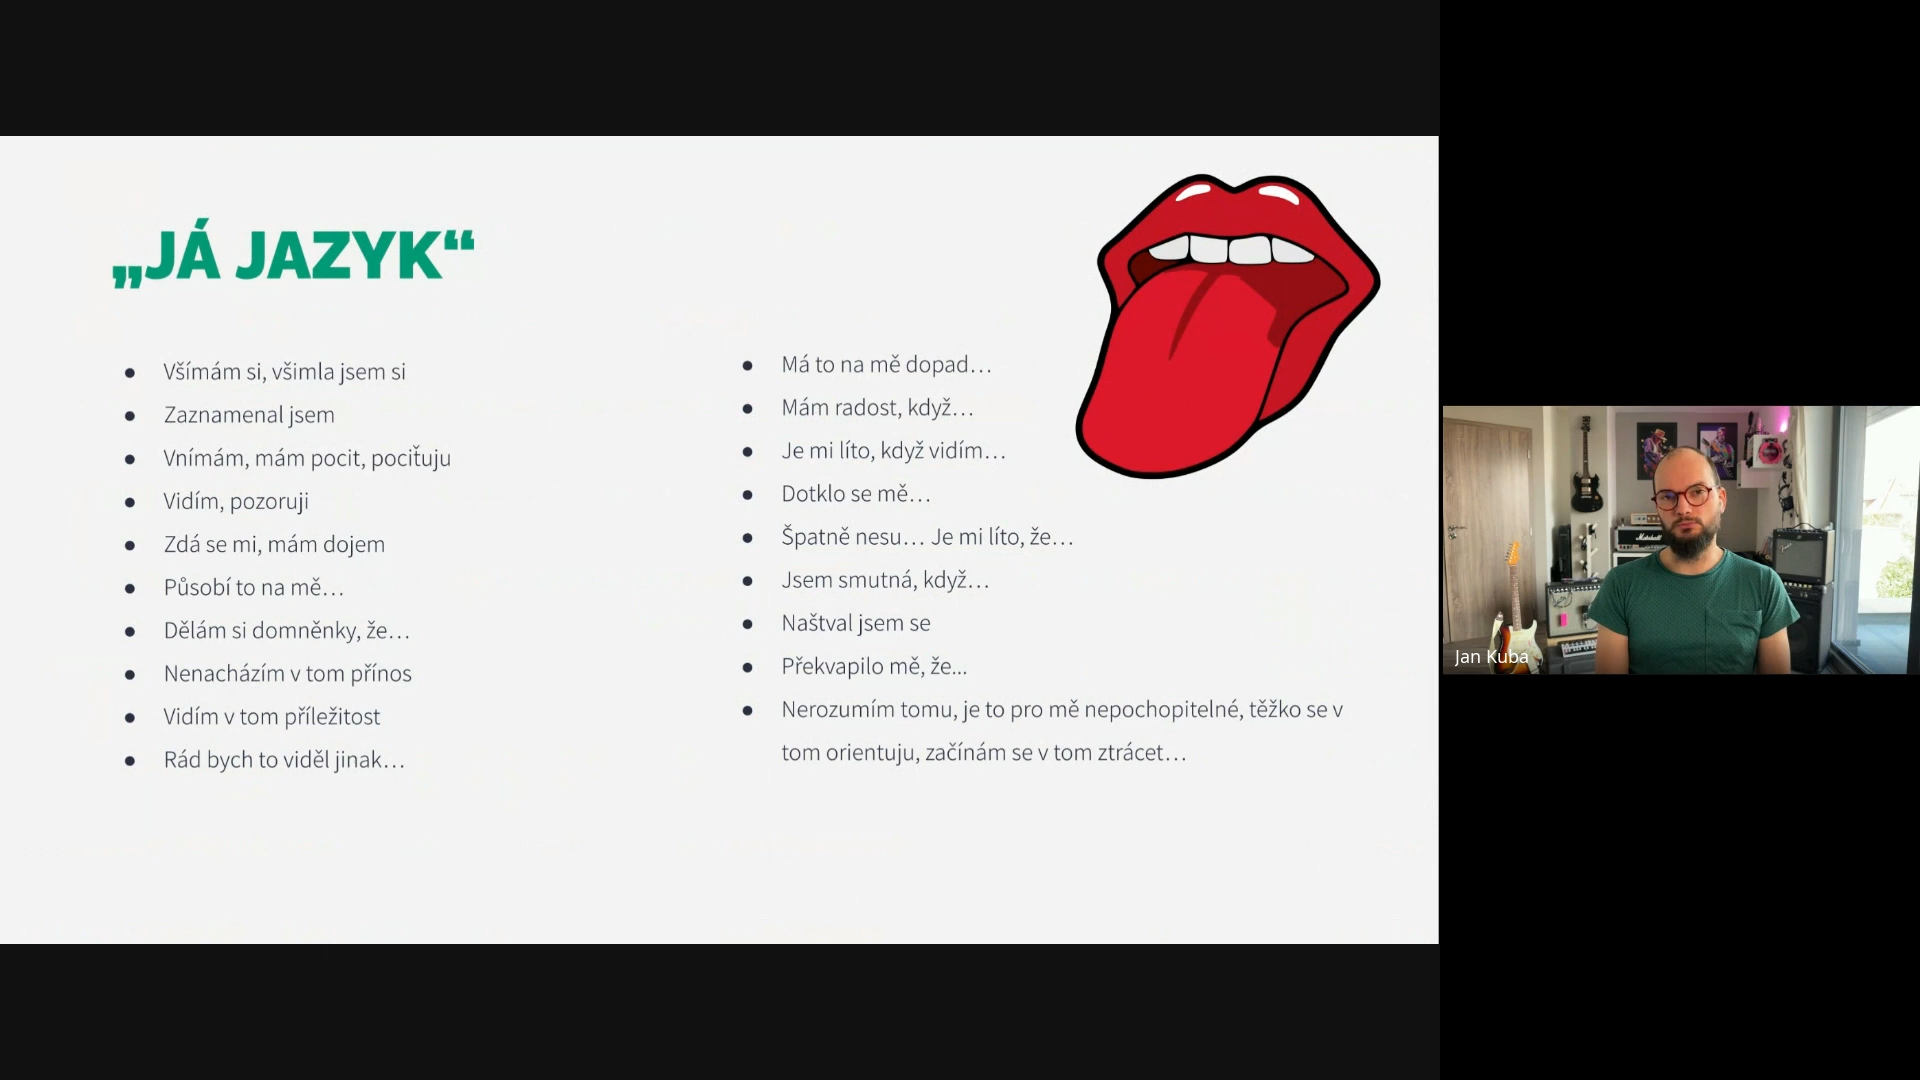 „JÁ JAZYK“
Všímám si, všimla jsem si
Zaznamenal jsem
Vnímám, mám pocit, pociťuju
Vidím, pozoruji
Zdá se mi, mám dojem
Působí to na mě…
Dělám si domněnky, že…
Nenacházím v tom přínos
Vidím v tom příležitost
Rád bych to viděl jinak…
Má to na mě dopad…
Mám radost, když…
Je mi líto, když vidím…
Dotklo se mě…
Špatně nesu… Je mi líto, že…
Jsem smutná, když…
Naštval jsem se
Překvapilo mě, že...
Nerozumím tomu, je to pro mě nepochopitelné, těžko se v
tom orientuju, začínám se v tom ztrácet…
Marshall
Jan Kuba